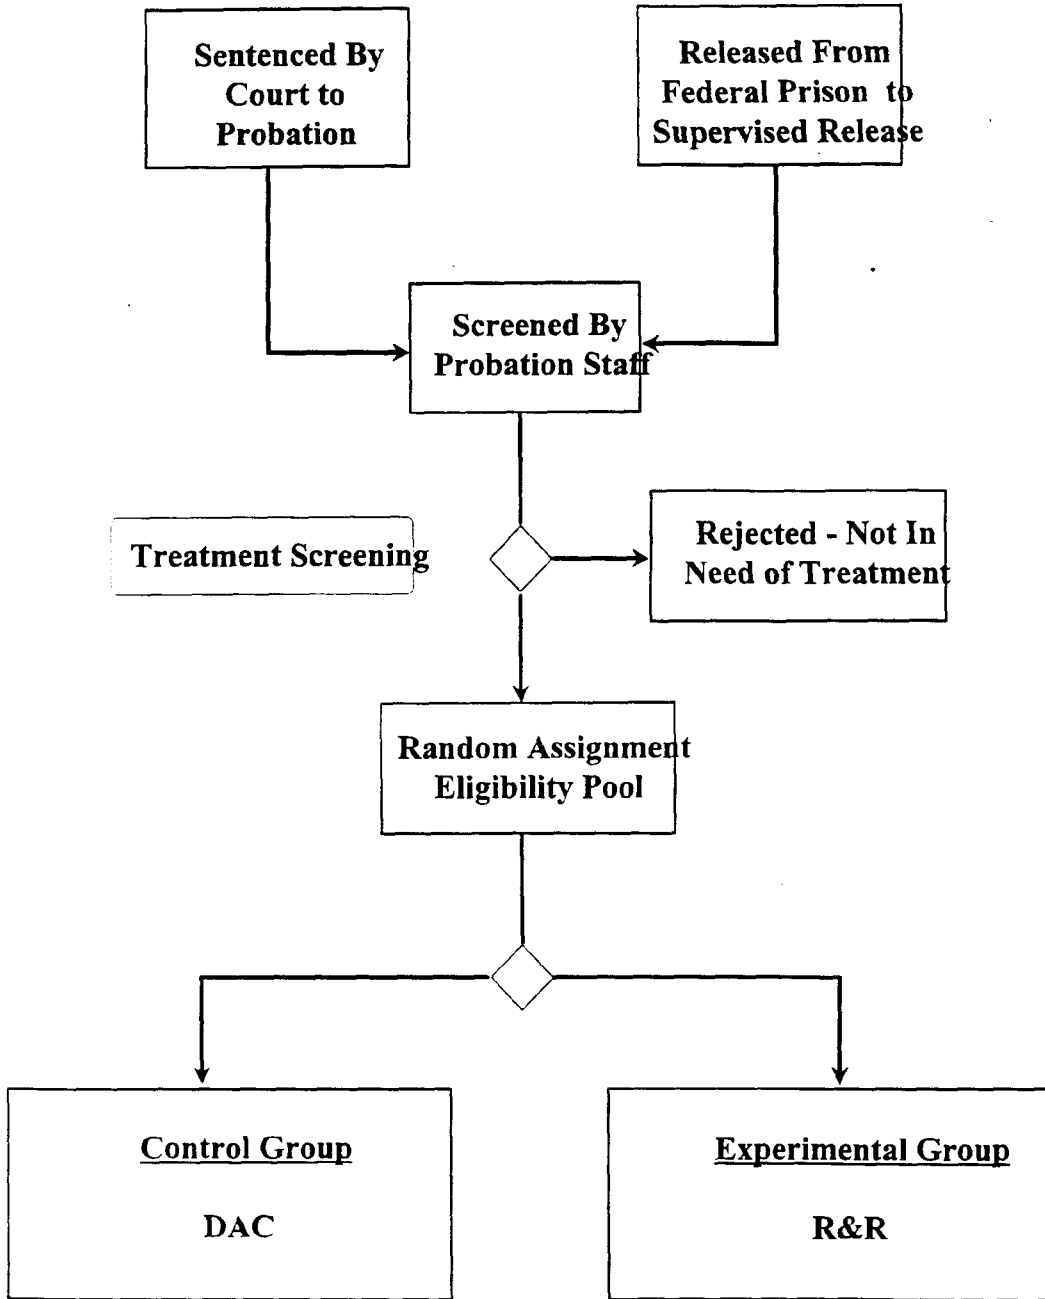 Sentenced By
Court to
Probation
Released From
Federal Prison to
Supervised Release
Screened By
Probation Staff
Treatment Screening
Rejected - Not In
Need of Treatment
Random Assignment
Eligibility Pool
Control Group
DAC
Experimental Group
R&R